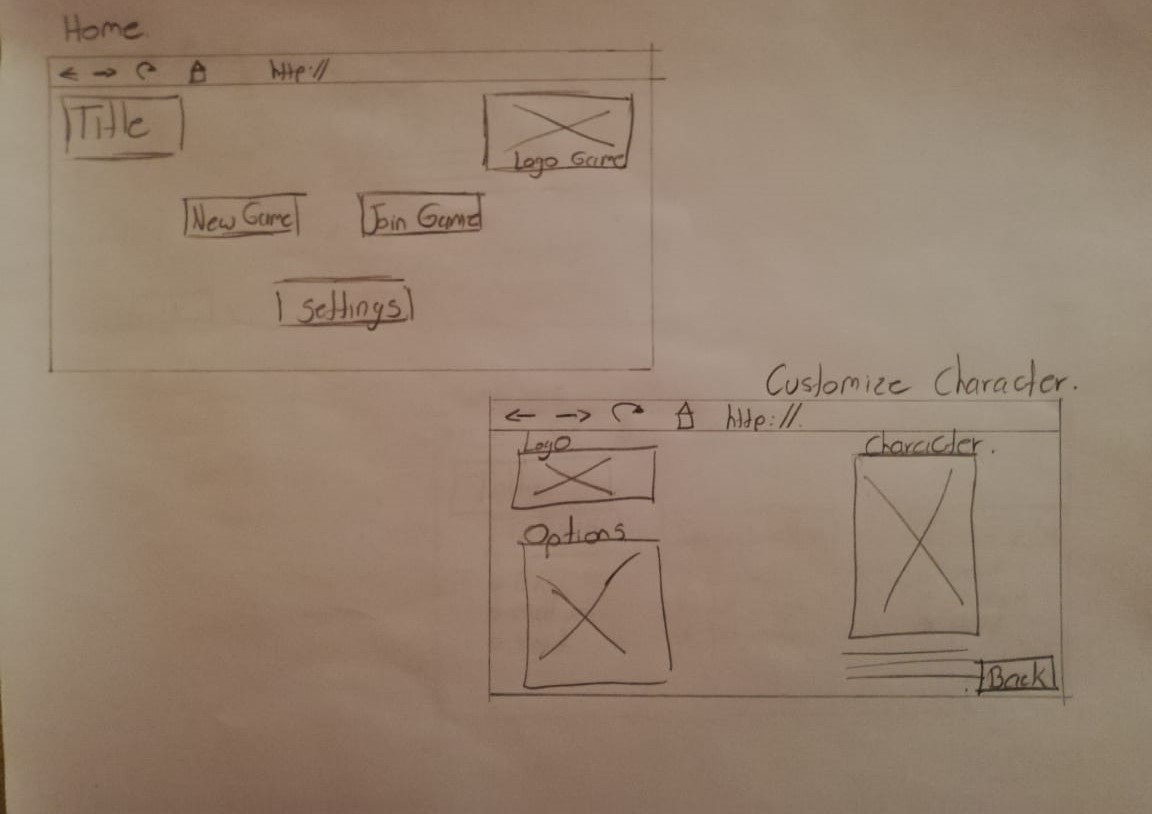 Home.
http://
Title
Logo Game
New Game
Join Game
Settings
Customize Character.
http://.
Logo
Character.
Options
Back